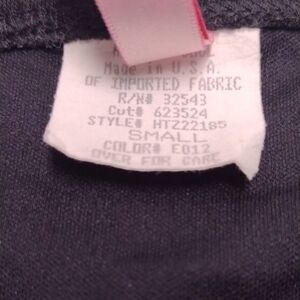 Made in U.S.A.
OF IMPORTED FABRIC
R/N# 32543
Cut# 623524
STYLE# HTZ22185
SMALL
COLOR# E012
OVER FOR CARE